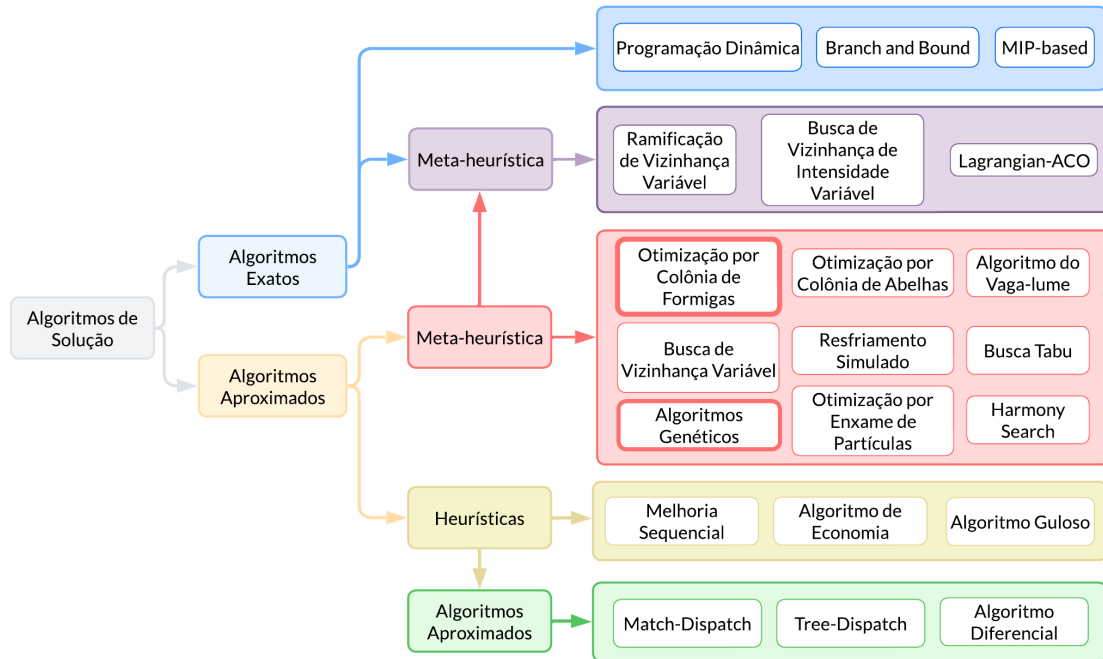 Programação Dinâmica
Branch and Bound
MIP-based
Meta-heurística
Ramificação
de Vizinhança
Variável
Busca de
Vizinhança de
Intensidade
Variável
Lagrangian-ACO
Algoritmos
Exatos
Algoritmos de
Solução
Algoritmos
Aproximados
Meta-heurística
Otimização por
Colônia de
Formigas
Otimização por
Colônia de Abelhas
Algoritmo do
Vaga-lume
Busca de
Vizinhança Variável
Resfriamento
Simulado
Busca Tabu
Algoritmos
Genéticos
Otimização por
Enxame de
Partículas
Harmony
Search
Heurísticas
Melhoria
Sequencial
Algoritmo de
Economia
Algoritmo Guloso
Algoritmos
Aproximados
Match-Dispatch
Tree-Dispatch
Algoritmo
Diferencial